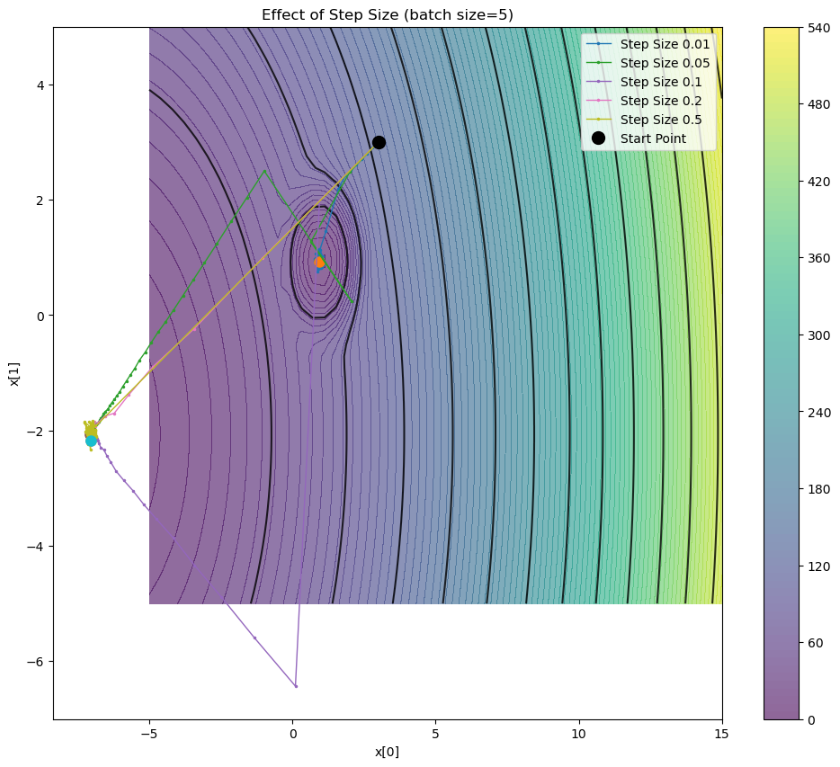 Effect of Step Size (batch size=5)
Step Size 0.01
Step Size 0.05
Step Size 0.1
Step Size 0.2
Step Size 0.5
Start Point
x[1]
4
2
0
−2
−4
−6
−5
0
5
10
15
x[0]
540
480
420
360
300
240
180
120
60
0